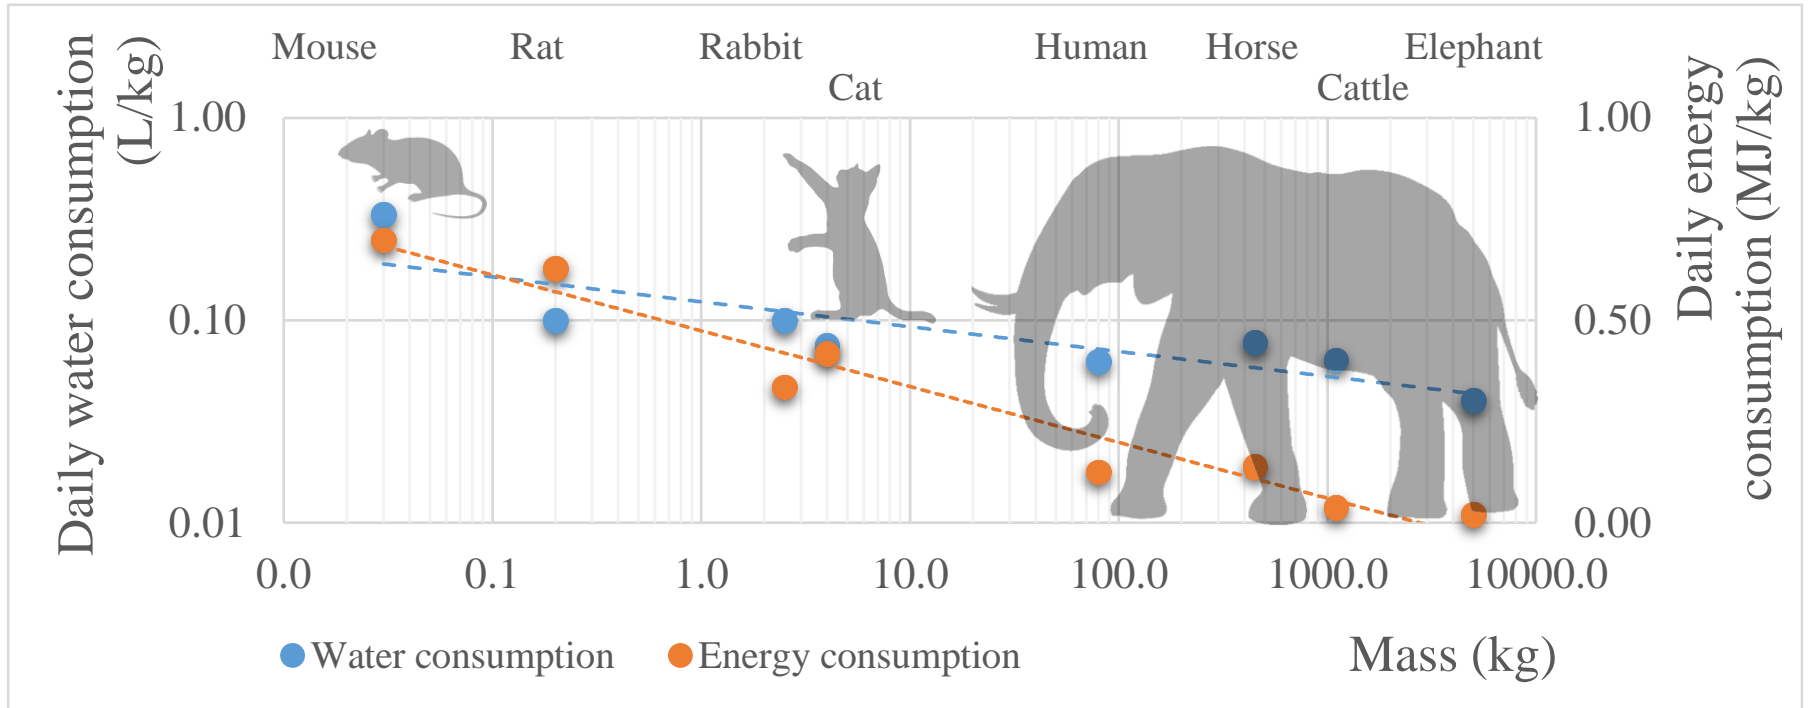 Mouse Rat Rabbit Human Horse Elephant
Cat Cattle
Daily water consumption
(L/kg)
1.00
0.10
0.01
1.00
0.50
0.00
Daily energy
consumption (MJ/kg)
0.0 0.1 1.0 10.0 100.0 1000.0 10000.0
Water consumption Energy consumption
Mass (kg)